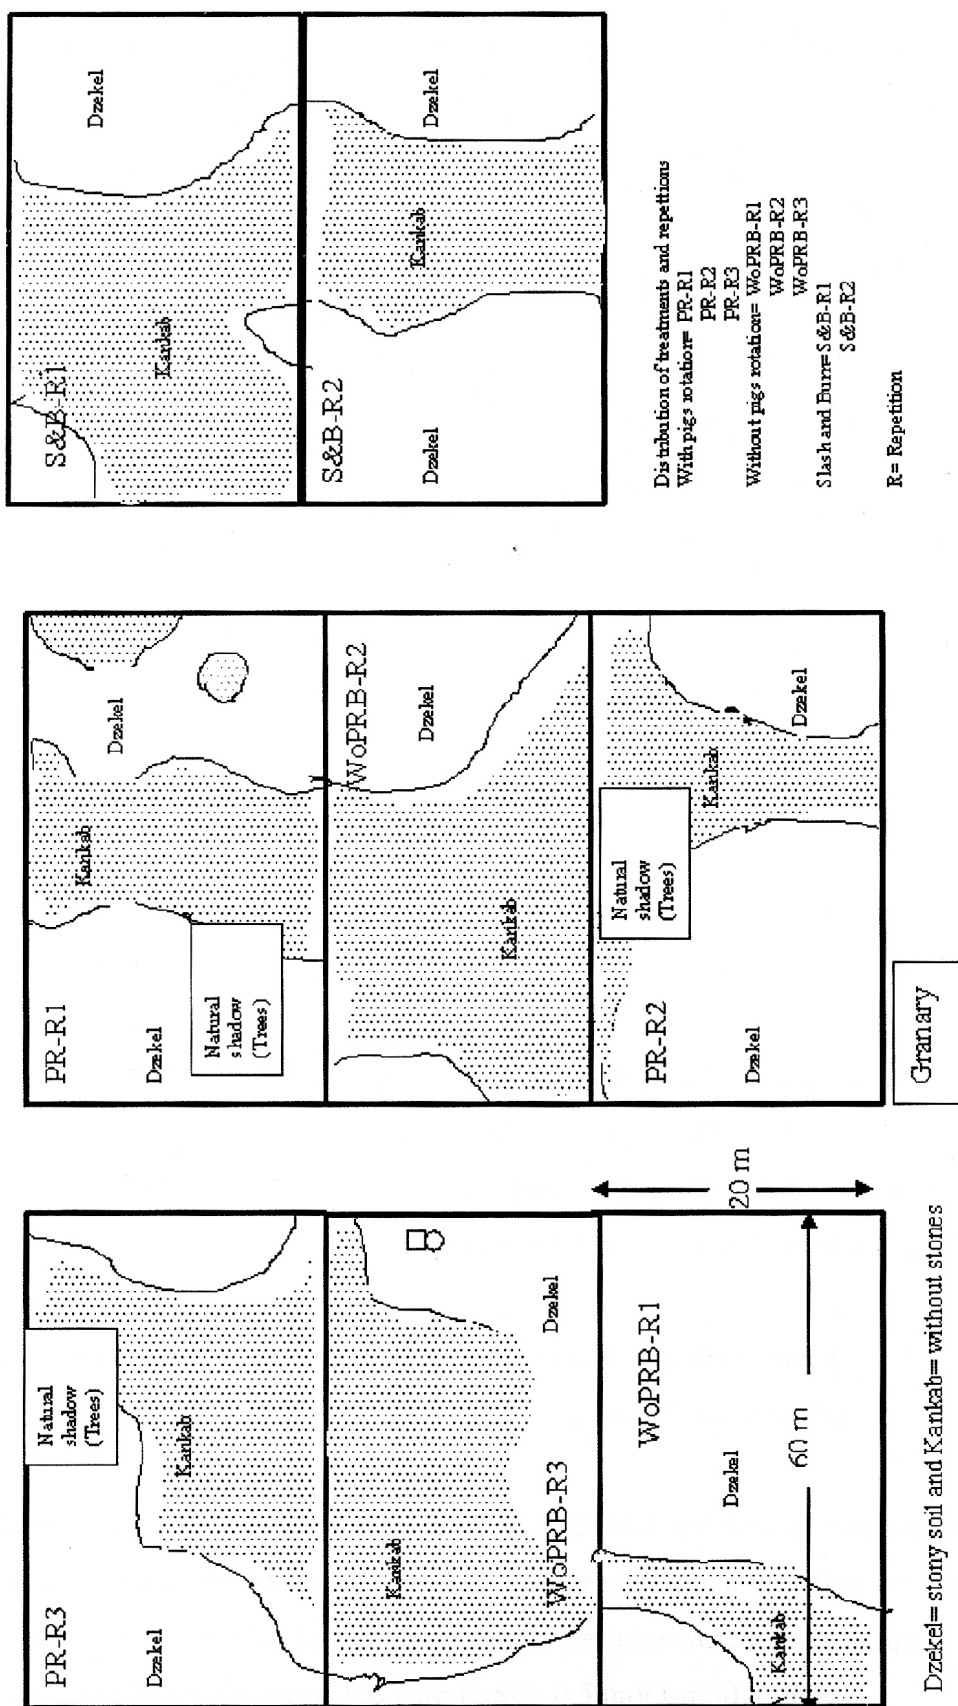 PR-R3
Natural
shadow
(Trees)
Dzekel
Kankab
Kankab
WoPRB-R3
Dzekel
WoPRB-R1
Dzekel
Kankab
60 m
20 m
Dzekel= stony soil and Kankab= without stones
PR-R1
Kankab
Dzekel
Dzekel
Natural
shadow
(Trees)
WoPRB-R2
Kankab
Dzekel
PR-R2
Natural
shadow
(Trees)
Kankab
Dzekel
Dzekel
Granary
S&B-R1
Kankab
Dzekel
S&B-R2
Kankab
Dzekel
Dzekel
Distribution of treatments and repetitions
With pigs rotation= PR-R1
PR-R2
PR-R3
Without pigs rotation= WoPRB-R1
WoPRB-R2
WoPRB-R3
Slash and Burn=S&B-R1
S&B-R2
R= Repetition